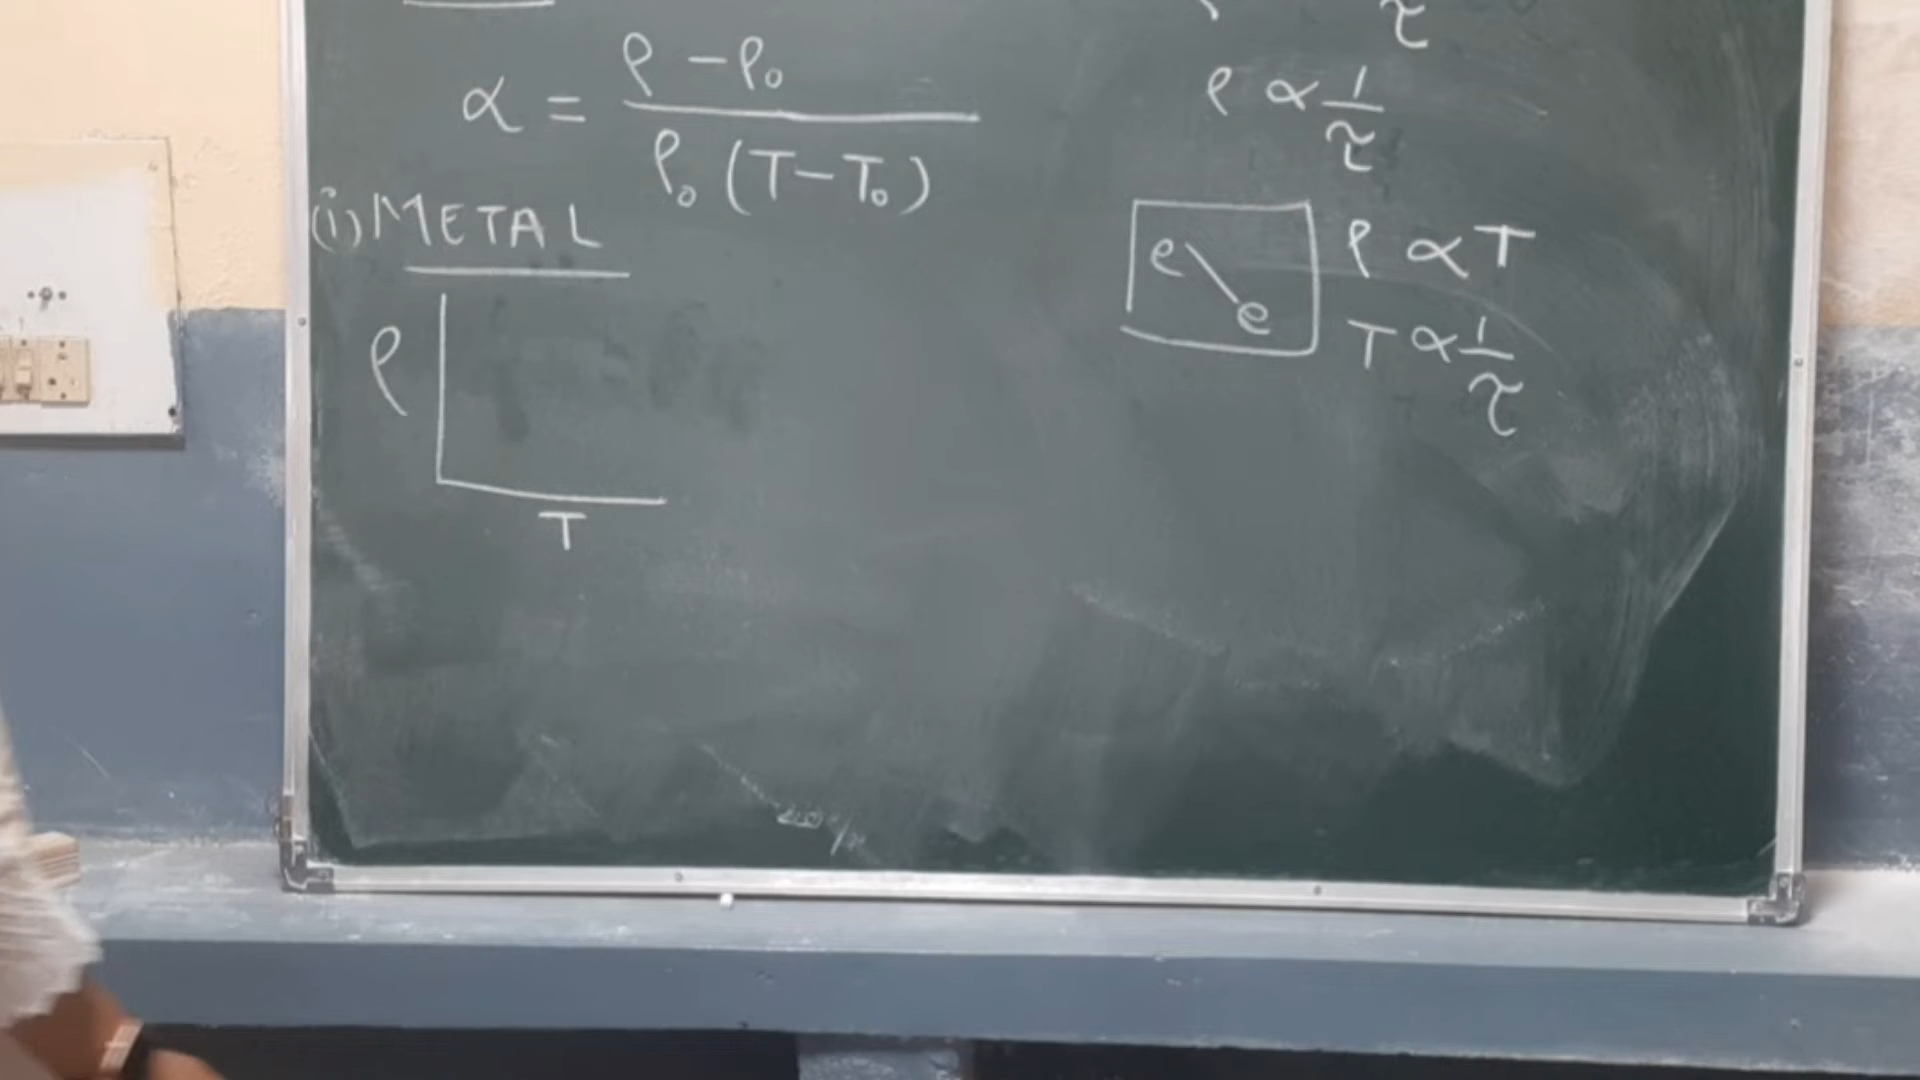 α = ρ - ρ₀ / ρ₀ (T - T₀)
(i) METAL
ρ
T
τ
ρ ∝ 1/τ
e e
ρ ∝ T
T ∝ 1/τ